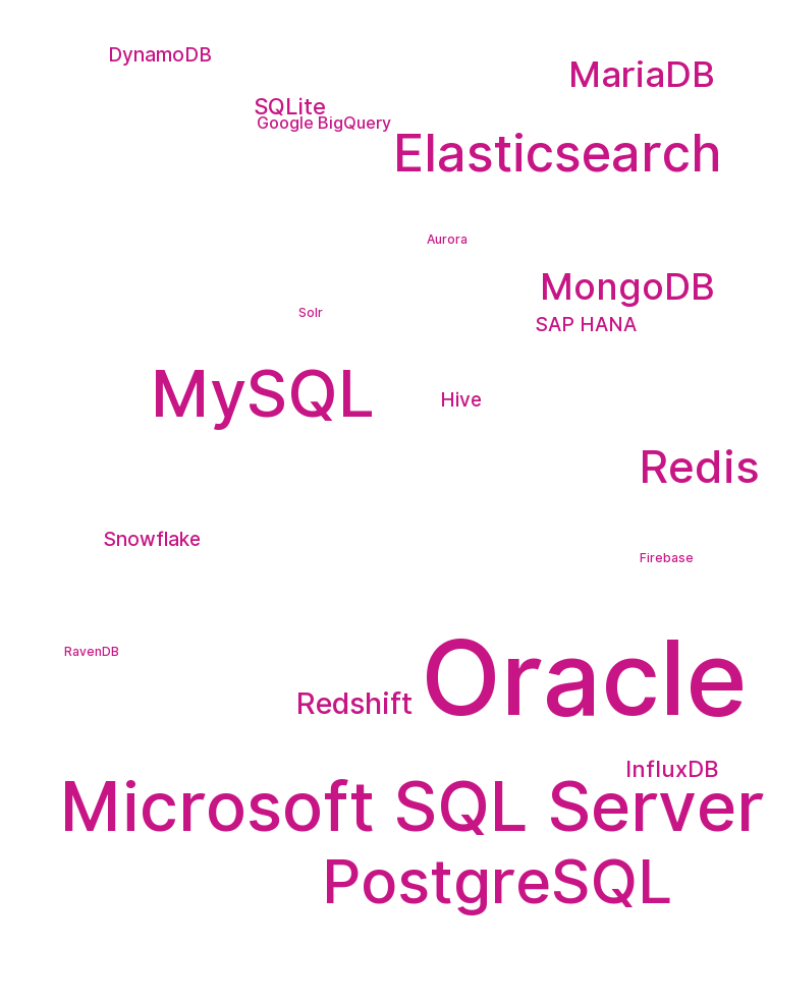 DynamoDB
MariaDB
SQLite
Google BigQuery
Elasticsearch
Aurora
MongoDB
Solr
SAP HANA
MySQL
Hive
Redis
Snowflake
Firebase
RavenDB
Oracle
Redshift
InfluxDB
Microsoft SQL Server
PostgreSQL